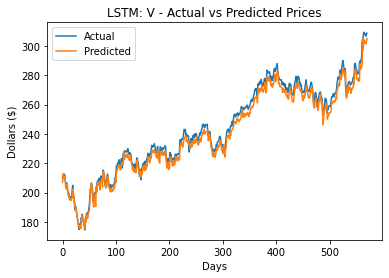 LSTM: V - Actual vs Predicted Prices
Actual
Predicted
Dollars ($)
300
280
260
240
220
200
180
0 100 200 300 400 500
Days